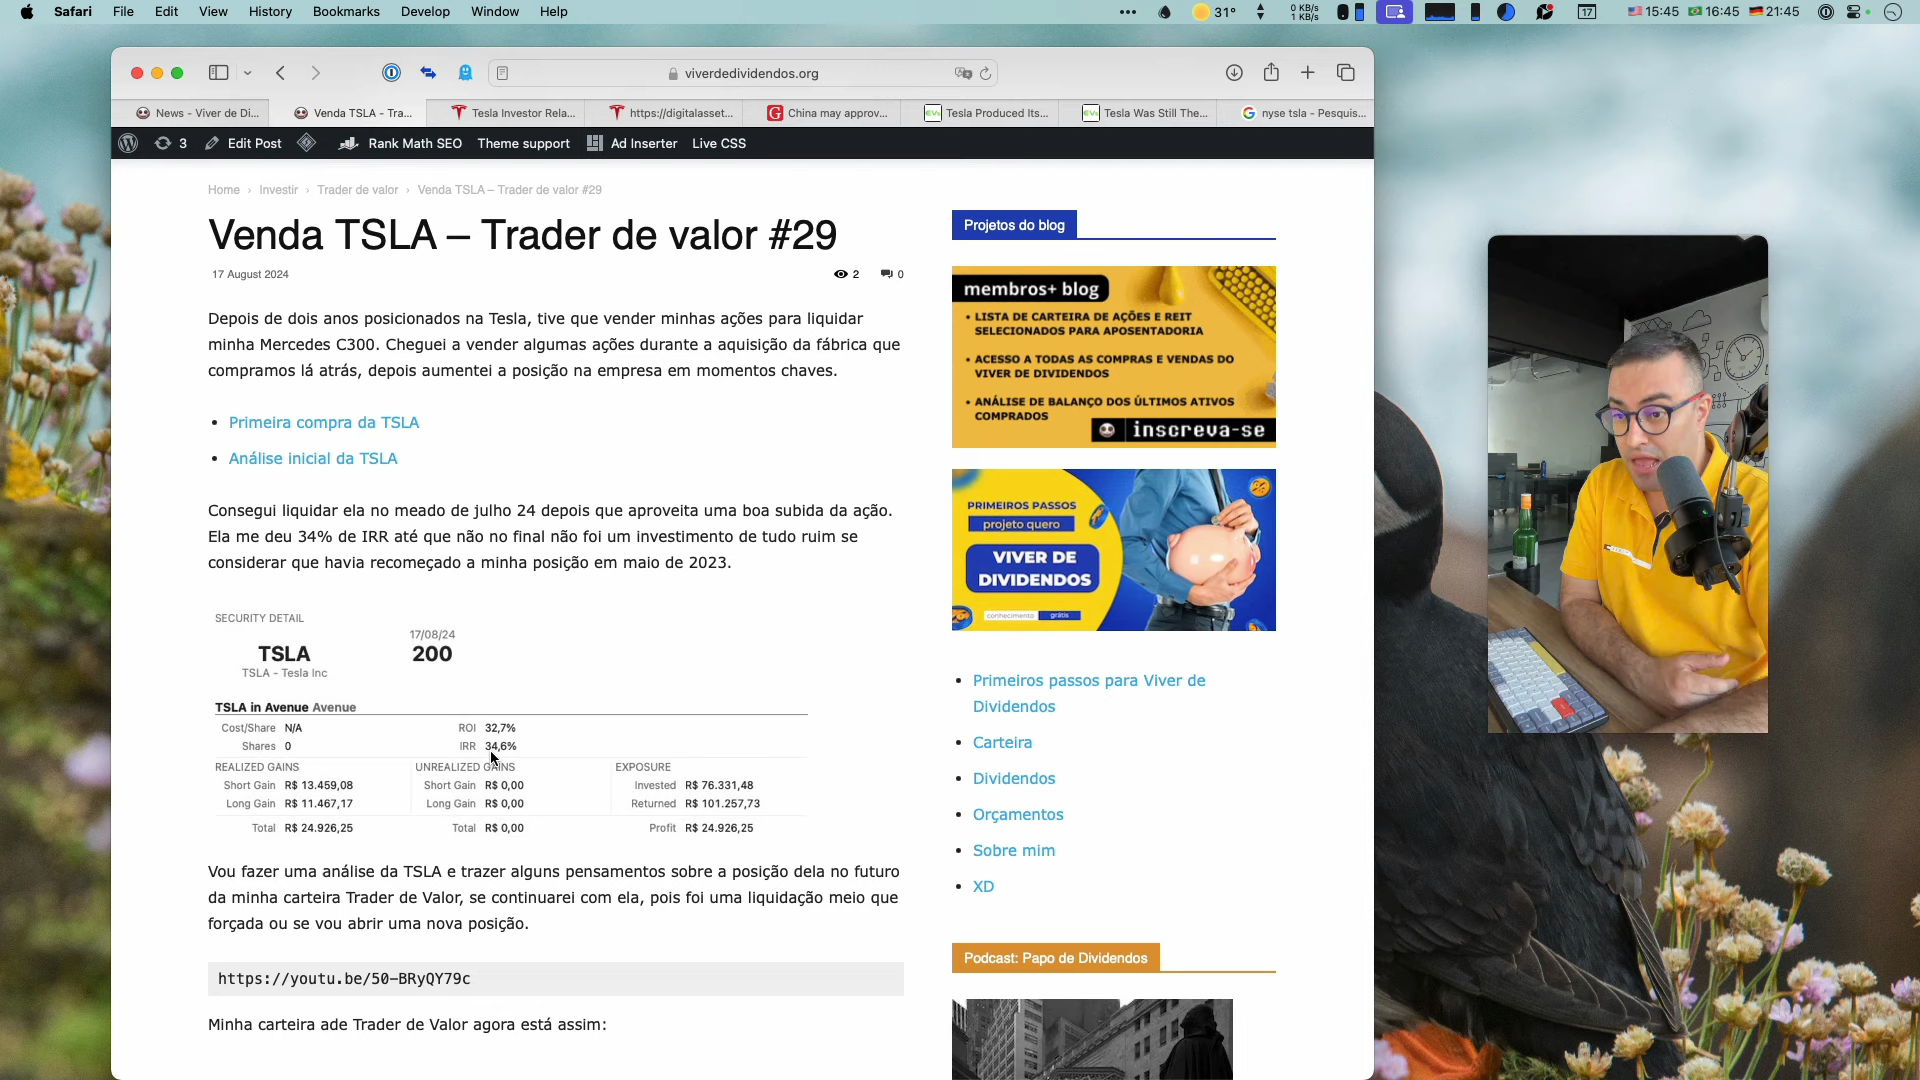 Safari File Edit View History Bookmarks Develop Window Help
31° 0 KB/s 1 KB/s 17 15:45 16:45 21:45
viverdedividendos.org
News - Viver de Di... Venda TSLA - Tra... Tesla Investor Rela... https://digitalasset... China may approv... Tesla Produced Its... Tesla Was Still The... nyse tsla - Pesquis...
3 Edit Post Rank Math SEO Theme support Ad Inserter Live CSS
Home › Investir › Trader de valor › Venda TSLA – Trader de valor #29
Venda TSLA – Trader de valor #29
17 August 2024 2 0
Depois de dois anos posicionados na Tesla, tive que vender minhas ações para liquidar
minha Mercedes C300. Cheguei a vender algumas ações durante a aquisição da fábrica que
compramos lá atrás, depois aumentei a posição na empresa em momentos chaves.
• Primeira compra da TSLA
• Análise inicial da TSLA
Consegui liquidar ela no meado de julho 24 depois que aproveita uma boa subida da ação.
Ela me deu 34% de IRR até que não no final não foi um investimento de tudo ruim se
considerar que havia recomeçado a minha posição em maio de 2023.
SECURITY DETAIL
17/08/24
TSLA 200
TSLA - Tesla Inc
TSLA in Avenue Avenue
Cost/Share N/A ROI 32,7%
Shares 0 IRR 34,6%
REALIZED GAINS UNREALIZED GAINS EXPOSURE
Short Gain R$ 13.459,08 Short Gain R$ 0,00 Invested R$ 76.331,48
Long Gain R$ 11.467,17 Long Gain R$ 0,00 Returned R$ 101.257,73
Total R$ 24.926,25 Total R$ 0,00 Profit R$ 24.926,25
Vou fazer uma análise da TSLA e trazer alguns pensamentos sobre a posição dela no futuro
da minha carteira Trader de Valor, se continuarei com ela, pois foi uma liquidação meio que
forçada ou se vou abrir uma nova posição.
https://youtu.be/50-BRyQY79c
Minha carteira ade Trader de Valor agora está assim:
Projetos do blog
membros+ blog
• LISTA DE CARTEIRA DE AÇÕES E REIT
SELECIONADOS PARA APOSENTADORIA
• ACESSO A TODAS AS COMPRAS E VENDAS DO
VIVER DE DIVIDENDOS
• ANÁLISE DE BALANÇO DOS ÚLTIMOS ATIVOS
COMPRADOS
inscreva-se
PRIMEIROS PASSOS
projeto quero
VIVER DE
DIVIDENDOS
conhecimento grátis
• Primeiros passos para Viver de
Dividendos
• Carteira
• Dividendos
• Orçamentos
• Sobre mim
• XD
Podcast: Papo de Dividendos